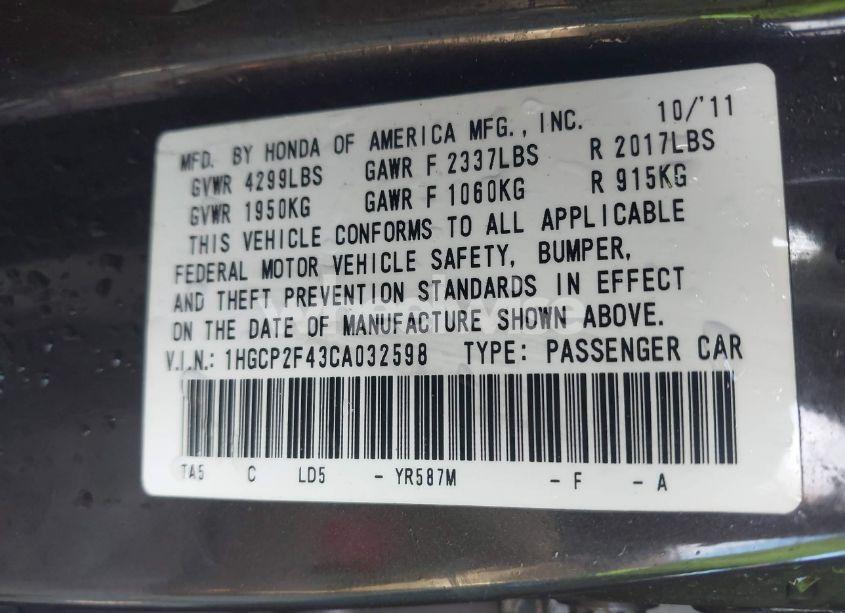 MFD. BY HONDA OF AMERICA MFG., INC. 10/'11
GVWR 4299LBS GAWR F 2337LBS R 2017LBS
GVWR 1950KG GAWR F 1060KG R 915KG
THIS VEHICLE CONFORMS TO ALL APPLICABLE
FEDERAL MOTOR VEHICLE SAFETY, BUMPER,
AND THEFT PREVENTION STANDARDS IN EFFECT
ON THE DATE OF MANUFACTURE SHOWN ABOVE.
V.I.N.: 1HGCP2F43CA032598 TYPE: PASSENGER CAR
TA5 C LD5 - YR587M - F - A